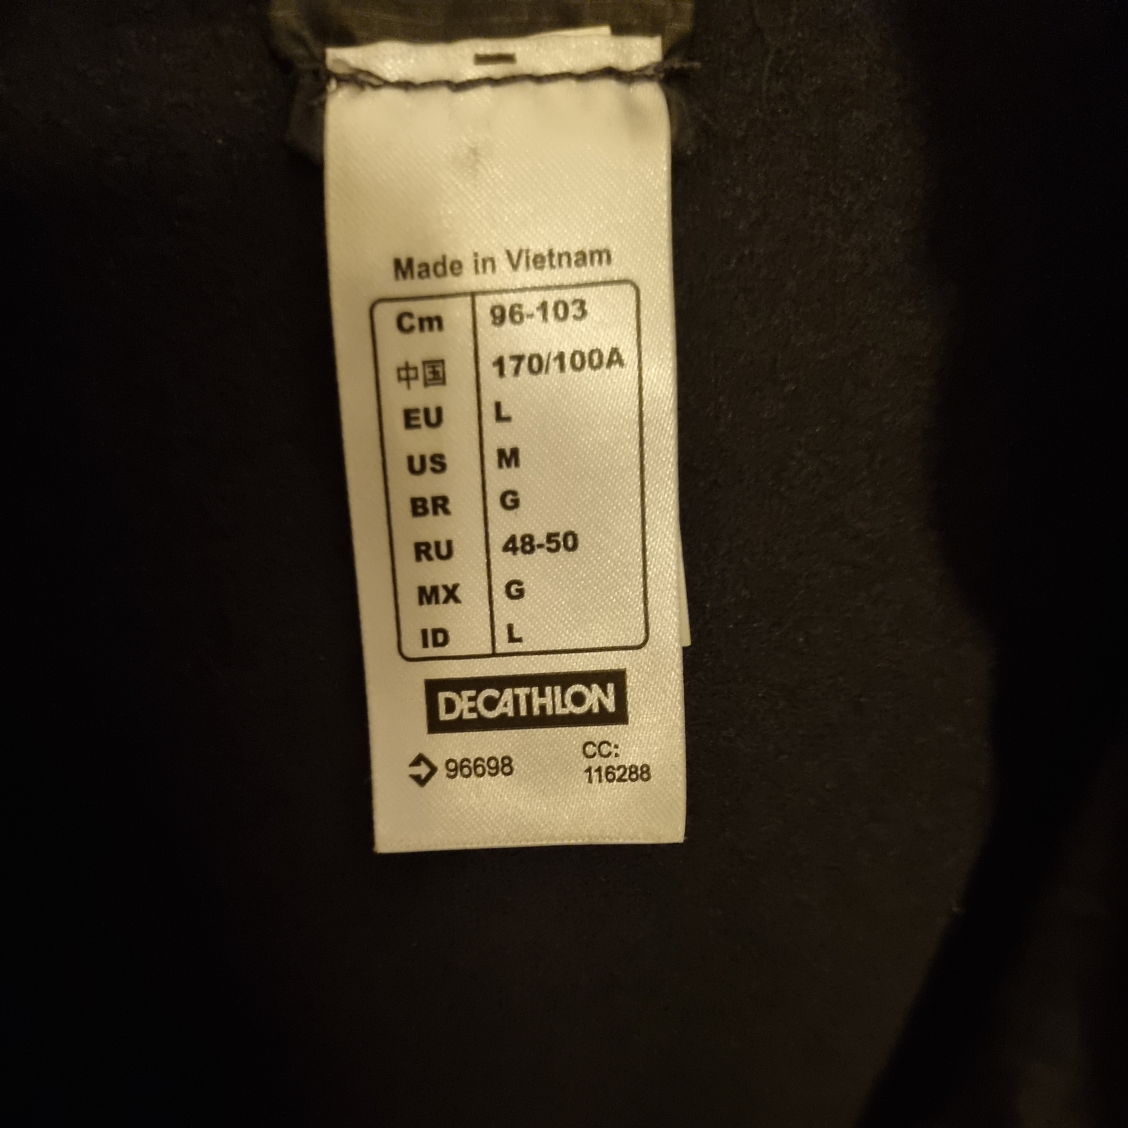 Made in Vietnam
Cm 96-103
中国 170/100A
EU L
US M
BR G
RU 48-50
MX G
ID L
DECATHLON
96698 CC:
116288